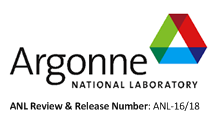 Argonne
NATIONAL LABORATORY
ANL Review & Release Number: ANL-16/18